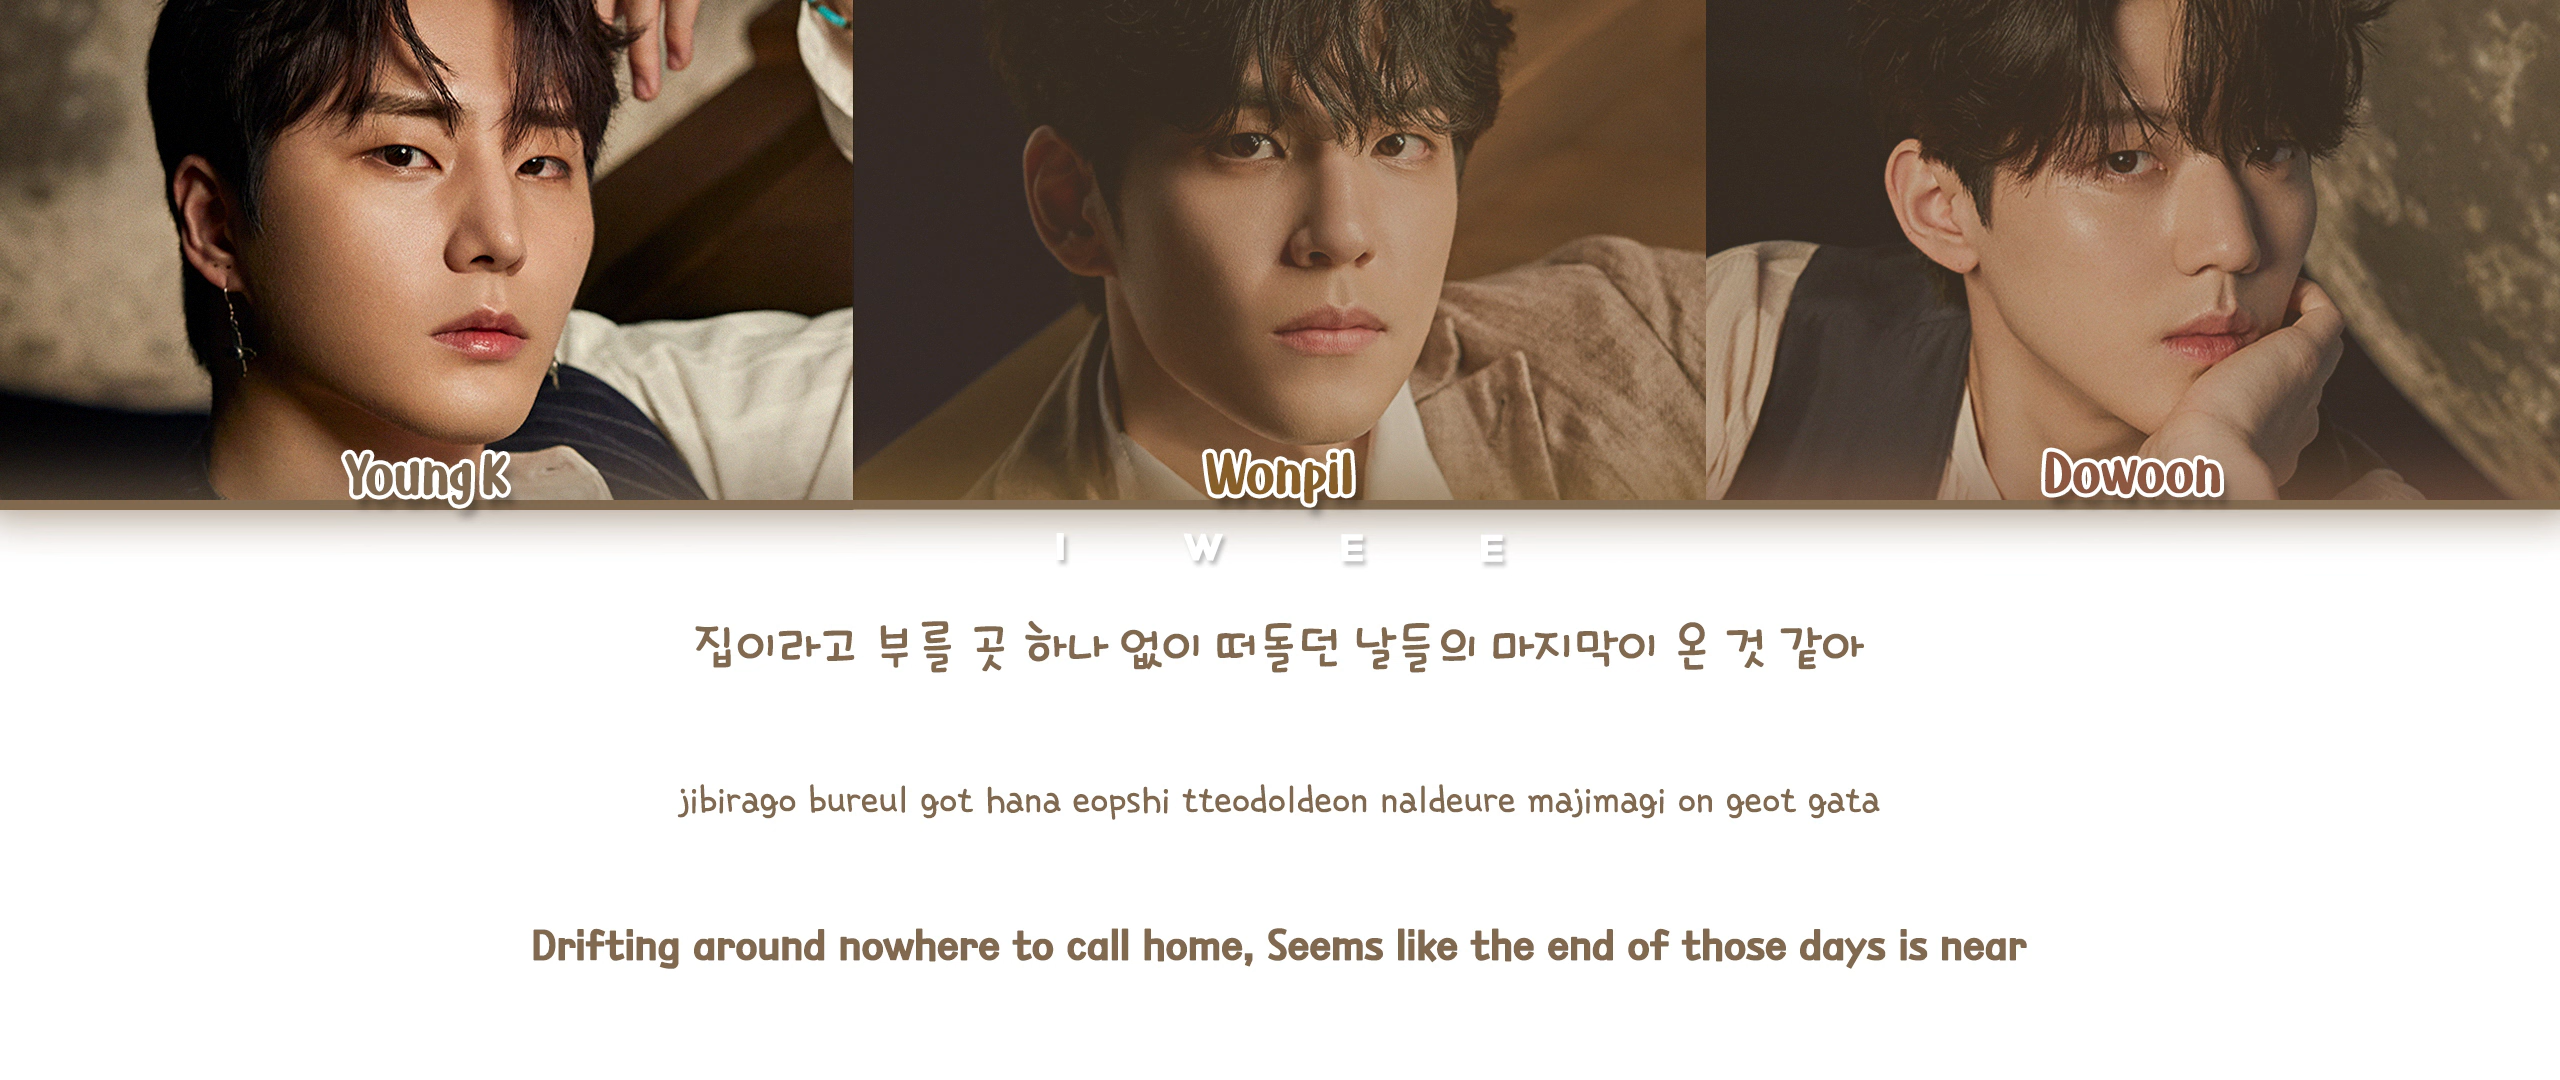 Young K Wonpil Dowoon
I W E E
집이라고 부를 곳 하나 없이 떠돌던 날들의 마지막이 온 것 같아
jibirago bureul got hana eopshi tteodoldeon naldeure majimagi on geot gata
Drifting around nowhere to call home, Seems like the end of those days is near